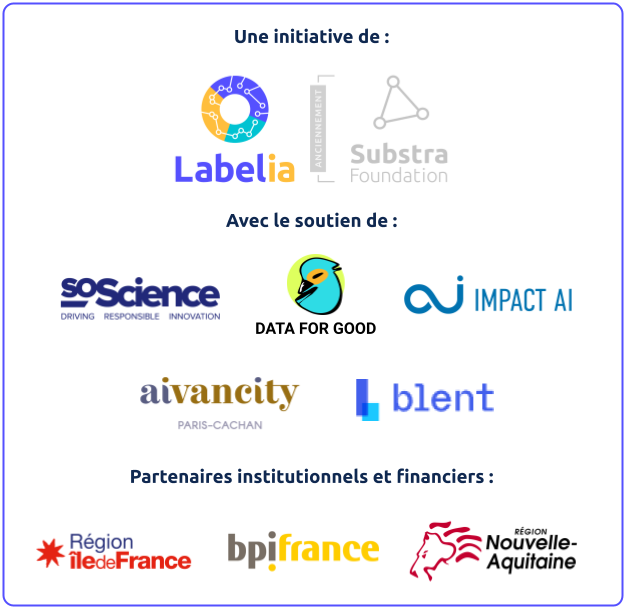 Une initiative de :
Labelia
ANCIENNEMENT
Substra
Foundation
Avec le soutien de :
SoScience
DRIVING RESPONSIBLE INNOVATION
DATA FOR GOOD
IMPACT AI
aivancity
PARIS-CACHAN
blent
Partenaires institutionnels et financiers :
Région
îledeFrance
bpifrance
RÉGION
Nouvelle-
Aquitaine